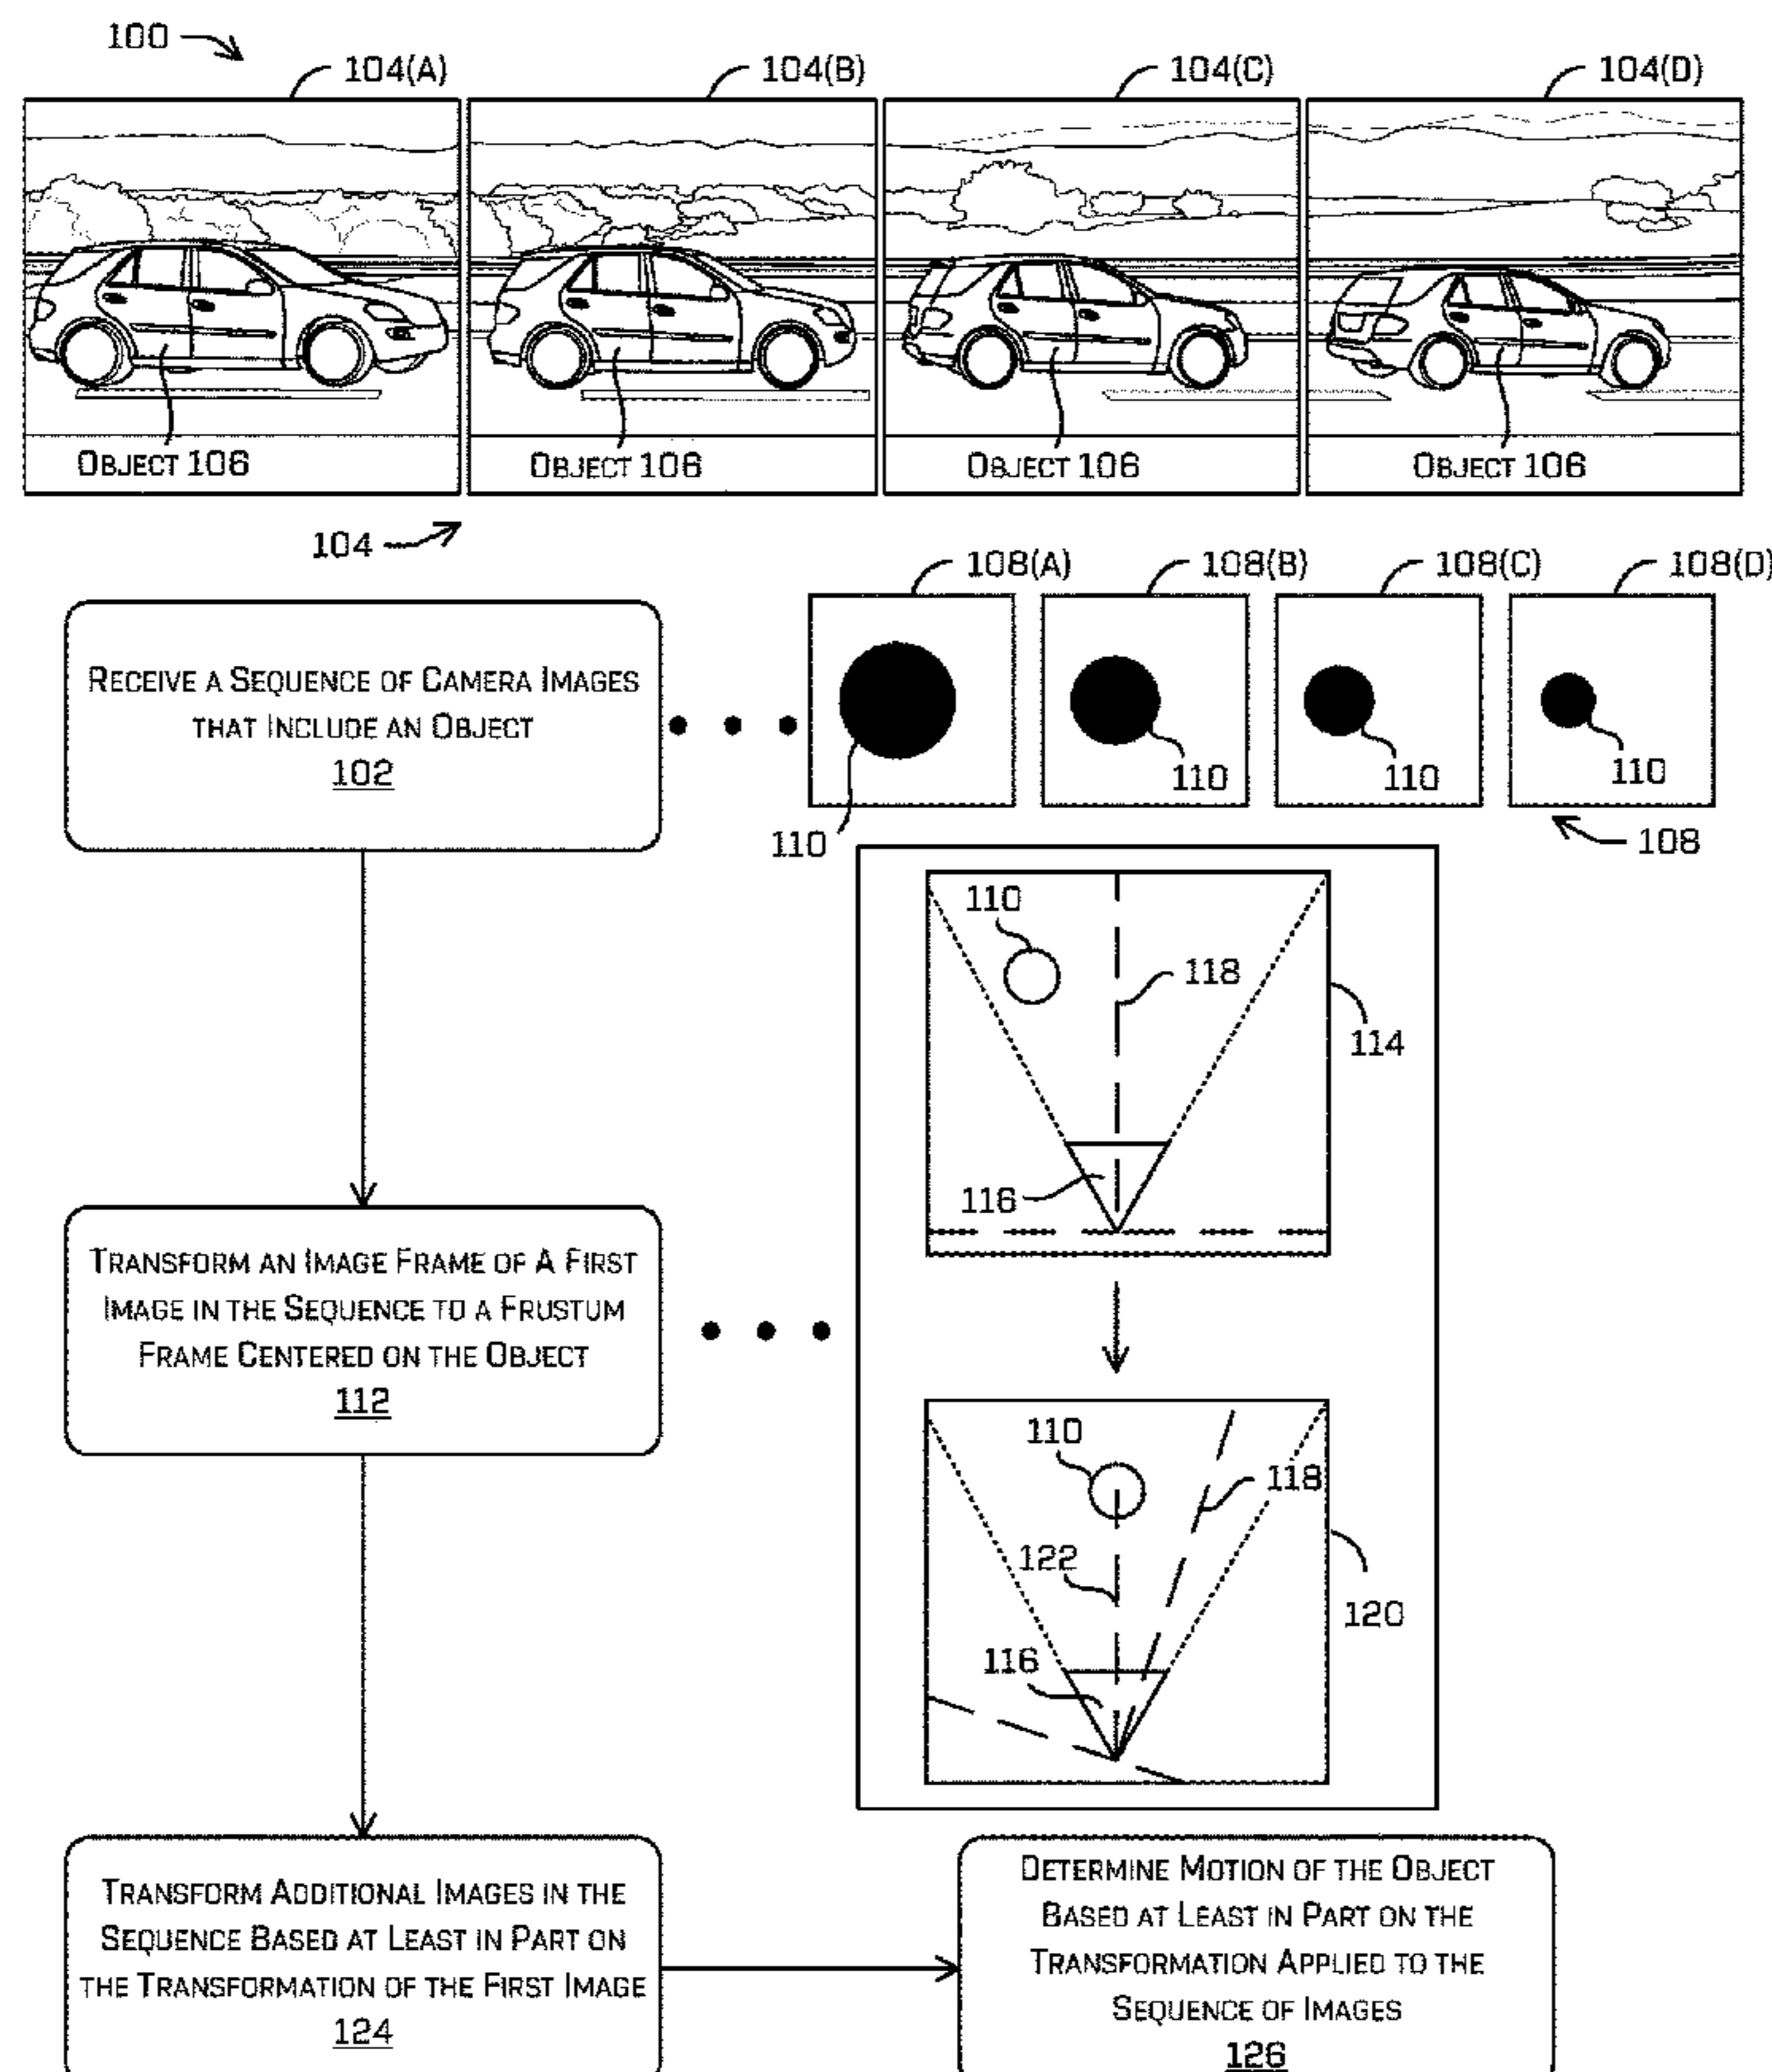 100
104(A)
104(B)
104(C)
104(D)
OBJECT 106
OBJECT 106
OBJECT 106
OBJECT 106
104
108(A)
108(B)
108(C)
108(D)
RECEIVE A SEQUENCE OF CAMERA IMAGES
THAT INCLUDE AN OBJECT
102
110
110
110
110
108
110
118
114
116
TRANSFORM AN IMAGE FRAME OF A FIRST
IMAGE IN THE SEQUENCE TO A FRUSTUM
FRAME CENTERED ON THE OBJECT
112
110
118
122
120
116
TRANSFORM ADDITIONAL IMAGES IN THE
SEQUENCE BASED AT LEAST IN PART ON
THE TRANSFORMATION OF THE FIRST IMAGE
124
DETERMINE MOTION OF THE OBJECT
BASED AT LEAST IN PART ON THE
TRANSFORMATION APPLIED TO THE
SEQUENCE OF IMAGES
126